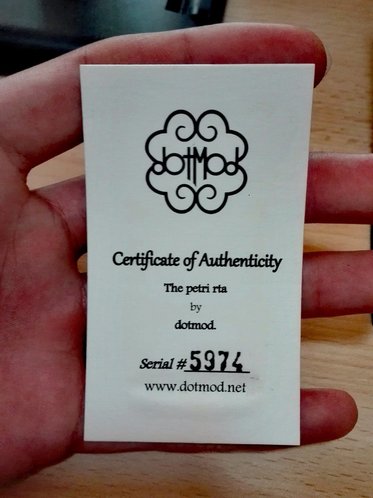 dotMod
Certificate of Authenticity
The petri rta
by
dotmod.
Serial # 5974
www.dotmod.net